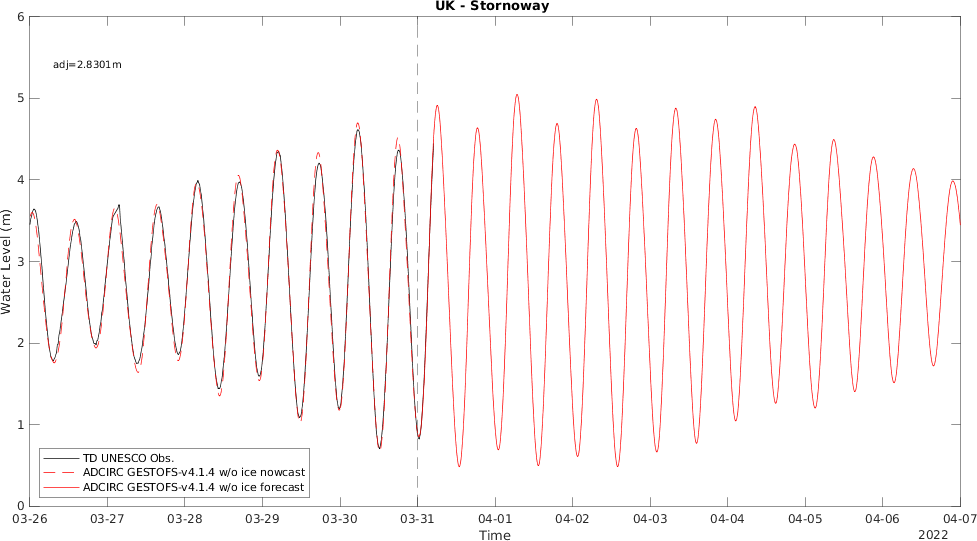 UK - Stornoway
6
adj=2.8301m
5
4
3
2
1
0
Water Level (m)
TD UNESCO Obs.
ADCIRC GESTOFS-v4.1.4 w/o ice nowcast
ADCIRC GESTOFS-v4.1.4 w/o ice forecast
03-26 03-27 03-28 03-29 03-30 03-31 04-01 04-02 04-03 04-04 04-05 04-06 04-07
Time
2022